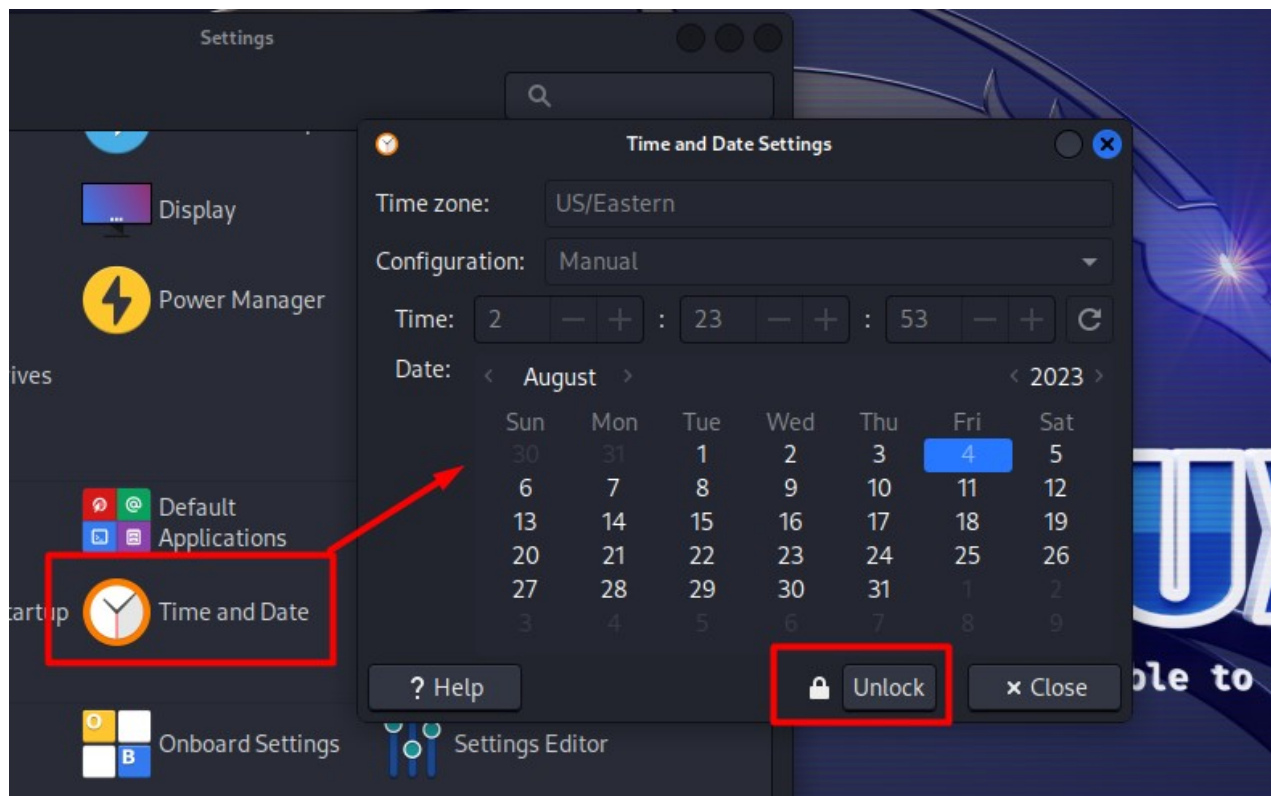 Settings
Time and Date Settings
Time zone: US/Eastern
Configuration: Manual
Time: 2 : 23 : 53
Date: August 2023
Sun Mon Tue Wed Thu Fri Sat
30 31 1 2 3 4 5
6 7 8 9 10 11 12
13 14 15 16 17 18 19
20 21 22 23 24 25 26
27 28 29 30 31 1 2
3 4 5 6 7 8 9
? Help Unlock × Close
Display
Power Manager
ives
Default
Applications
tartup Time and Date
O
B
Onboard Settings Settings Editor
UX
ble to